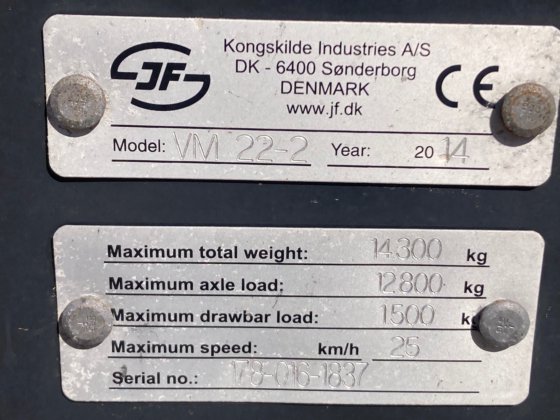 JF
Kongskilde Industries A/S
DK - 6400 Sønderborg
DENMARK
www.jf.dk
CE
Model: VM 22-2 Year: 2014
Maximum total weight: 14300 kg
Maximum axle load: 12800 kg
Maximum drawbar load: 1500 kg
Maximum speed: km/h 25
Serial no.: 178-016-1837